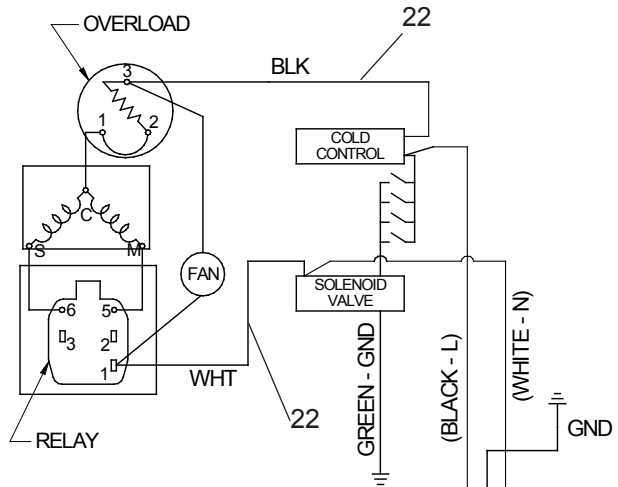 22
OVERLOAD
BLK
3
1
2
COLD
CONTROL
C
S
M
FAN
SOLENOID
VALVE
6
5
3
2
1
WHT
22
RELAY
GREEN - GND
(BLACK - L)
(WHITE - N)
GND